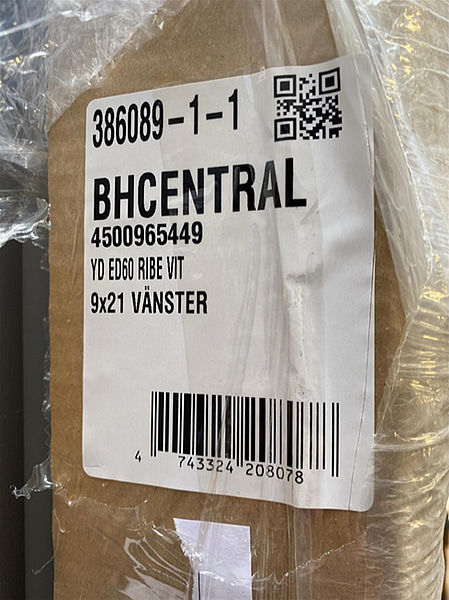 386089-1-1
BHCENTRAL
4500965449
YD ED60 RIBE VIT
9x21 VÄNSTER
4 743324 208078